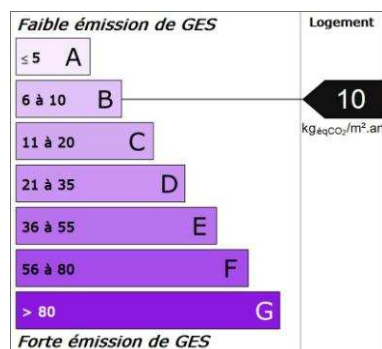 Faible émission de GES
Logement
≤ 5 A
6 à 10 B
10
kgéqCO2/m².an
11 à 20 C
21 à 35 D
36 à 55 E
56 à 80 F
> 80 G
Forte émission de GES